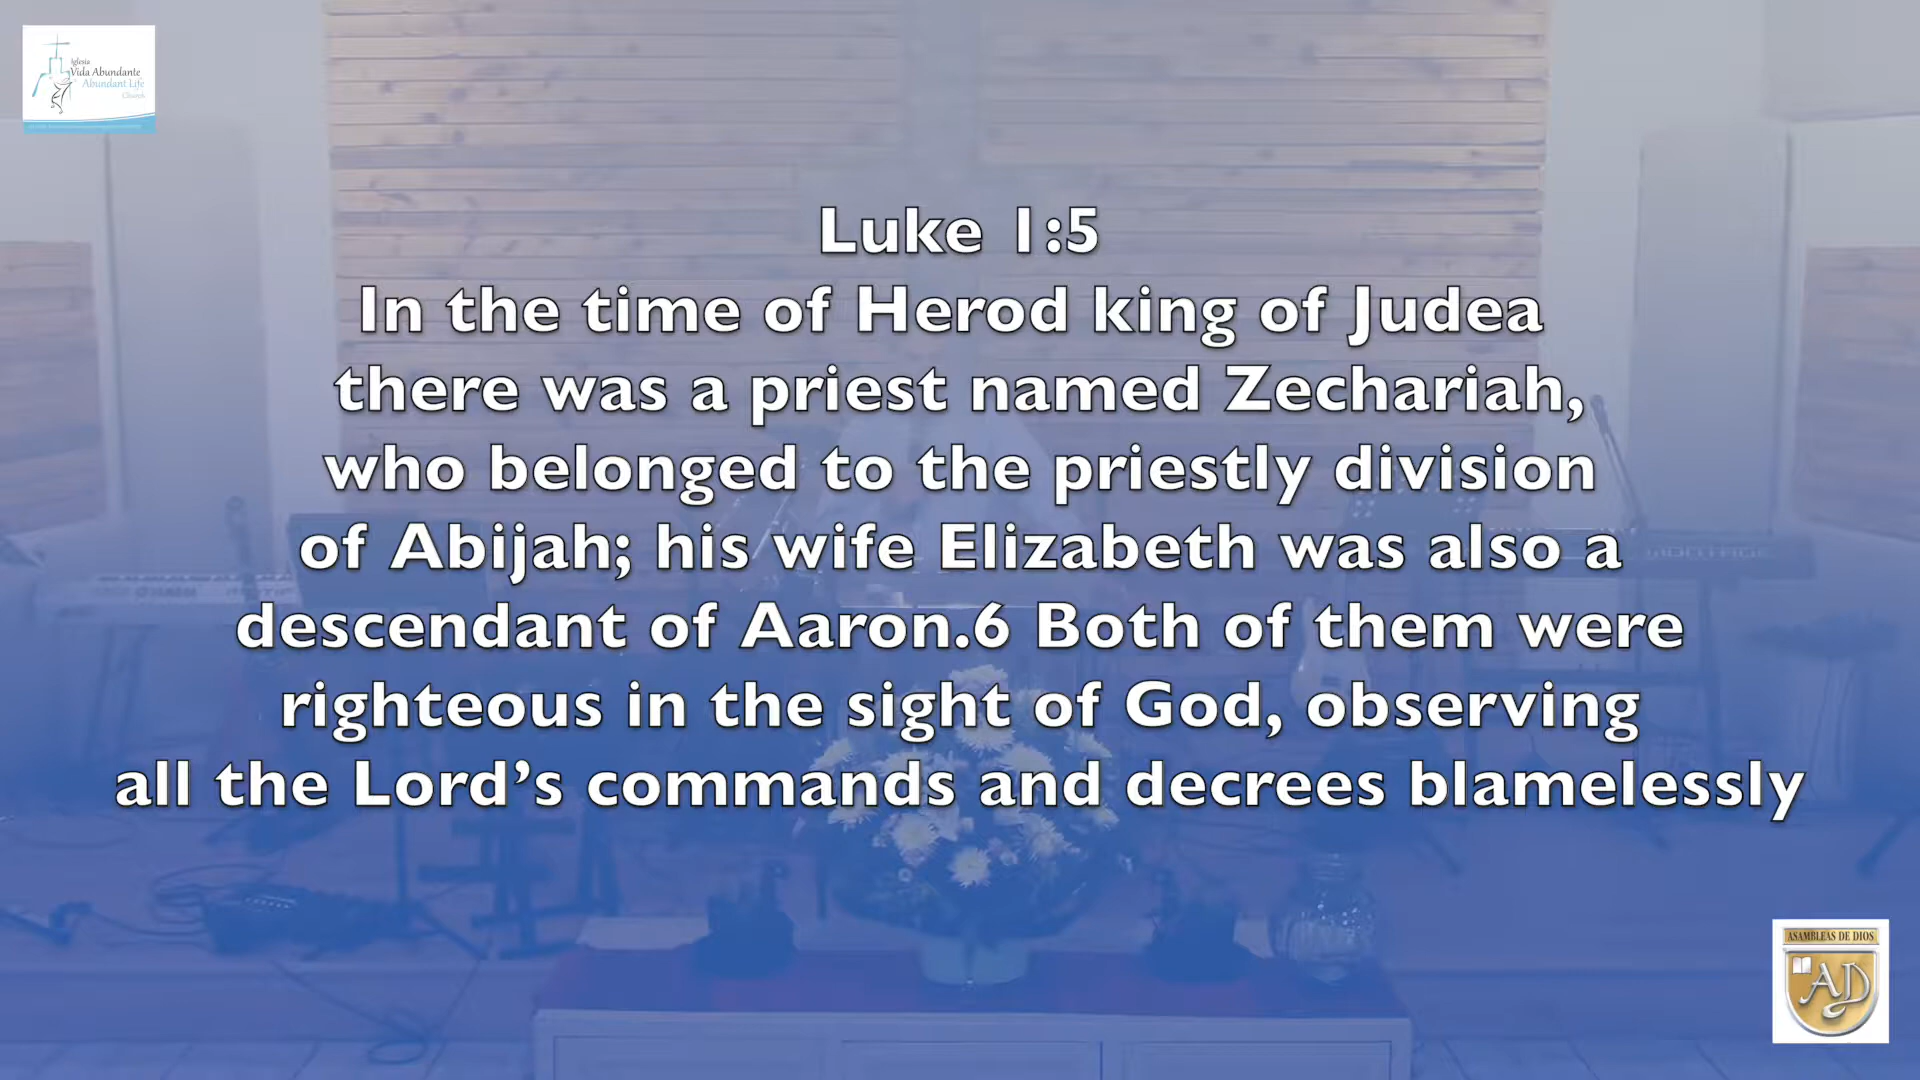 Iglesia
Vida Abundante
Abundant Life
Church
Luke 1:5
In the time of Herod king of Judea
there was a priest named Zechariah,
who belonged to the priestly division
of Abijah; his wife Elizabeth was also a
descendant of Aaron.6 Both of them were
righteous in the sight of God, observing
all the Lord’s commands and decrees blamelessly
MONTAGE
ASAMBLEAS DE DIOS
AD